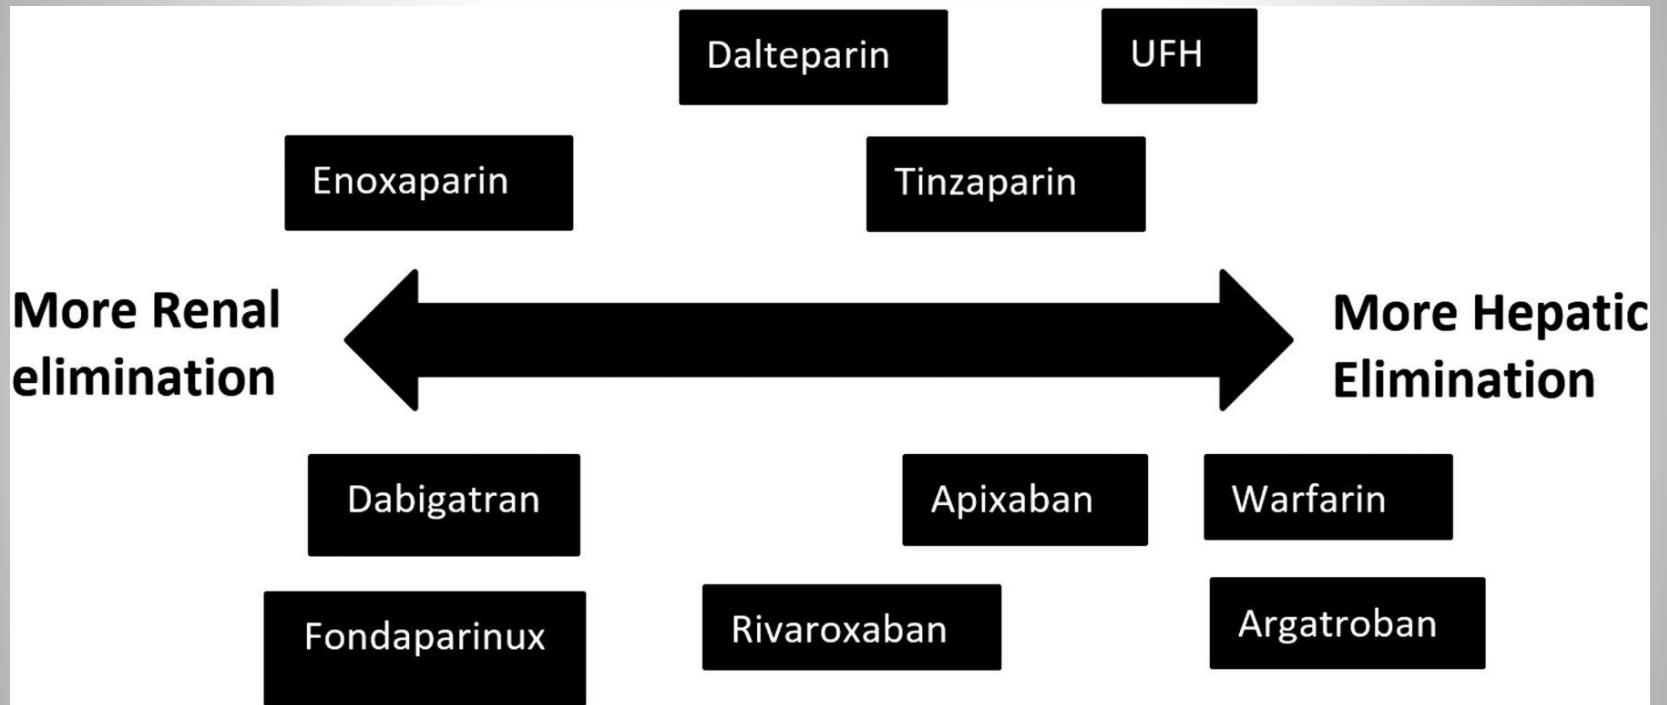 Dalteparin
UFH
Enoxaparin
Tinzaparin
More Renal
elimination
More Hepatic
Elimination
Dabigatran
Apixaban
Warfarin
Fondaparinux
Rivaroxaban
Argatroban